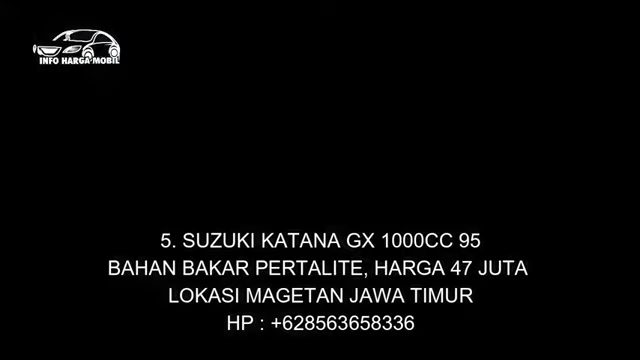 INFO HARGA MOBIL
5. SUZUKI KATANA GX 1000CC 95
BAHAN BAKAR PERTALITE, HARGA 47 JUTA
LOKASI MAGETAN JAWA TIMUR
HP : +628563658336